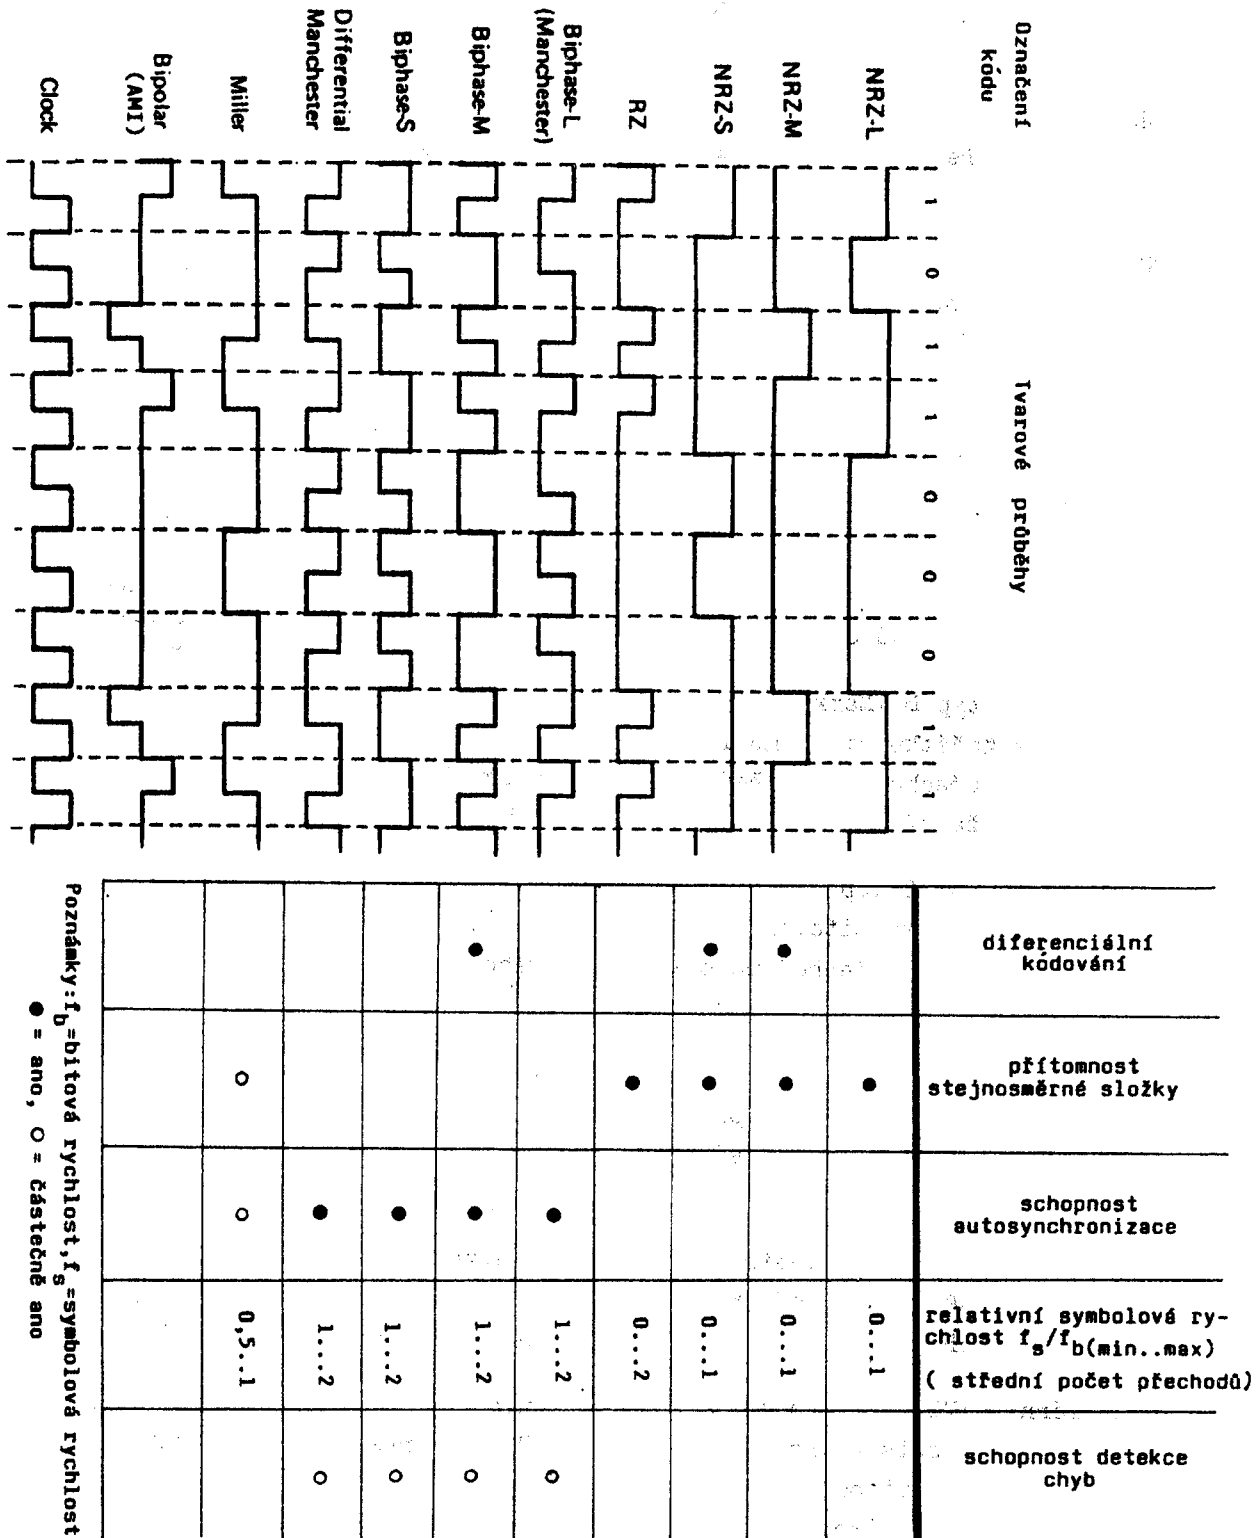 Označení
kódu
Tvarové průběhy
1 0 1 1 0 0 0 1 1
NRZ-L
NRZ-M
NRZ-S
RZ
Biphase-L
(Manchester)
Biphase-M
Biphase-S
Differential
Manchester
Miller
Bipolar
(AMI)
Clock
diferenciální
kódování
přítomnost
stejnosměrné složky
schopnost
autosynchronizace
relativní symbolová ry-
chlost fs/fb(min..max)
( střední počet přechodů)
schopnost detekce
chyb
0...1
0...1
0...1
0...2
1...2
1...2
1...2
1...2
0,5..1
Poznámky:fb=bitová rychlost,fs=symbolová rychlost
● = ano, ○ = částečně ano